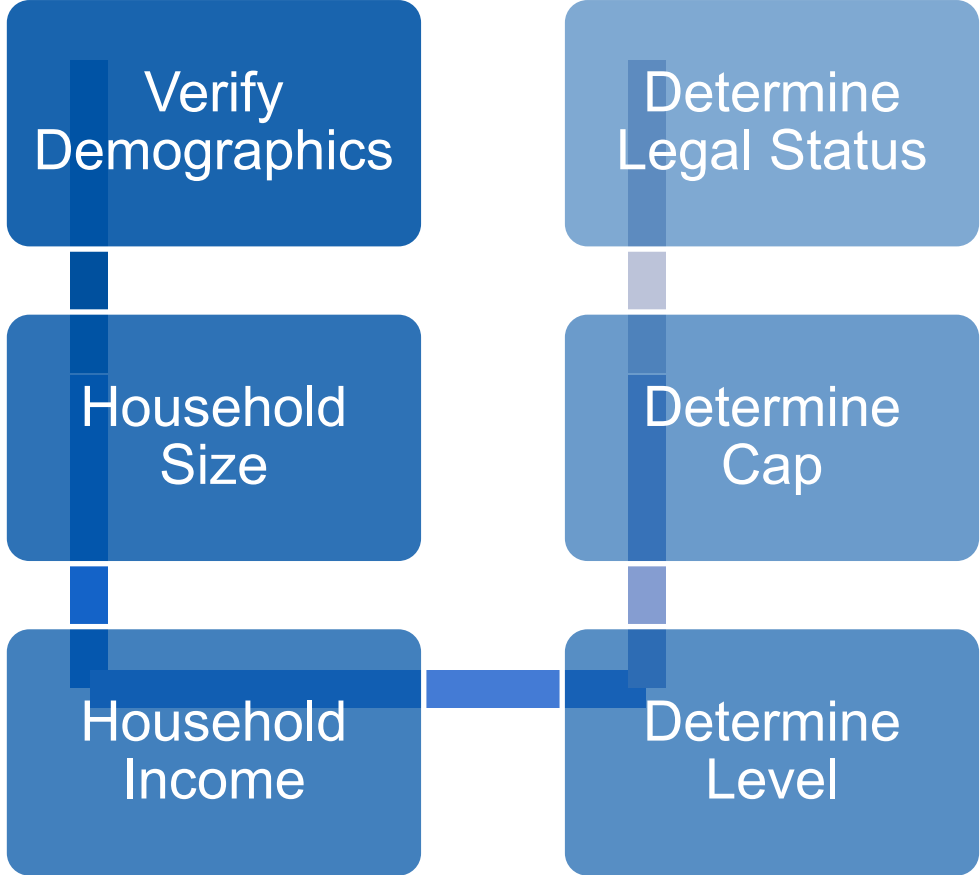 Verify
Demographics
Household
Size
Household
Income
Determine
Level
Determine
Cap
Determine
Legal Status